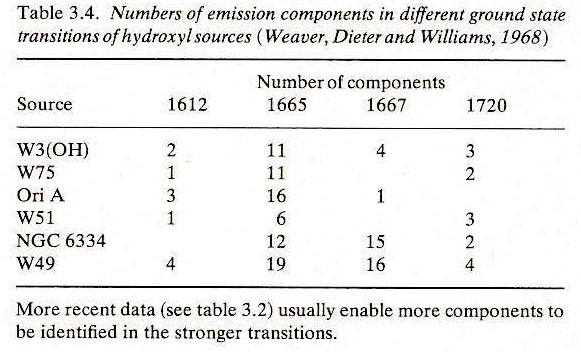 Table 3.4. Numbers of emission components in different ground state
transitions of hydroxyl sources (Weaver, Dieter and Williams, 1968)
Number of components
Source 1612 1665 1667 1720
W3(OH) 2 11 4 3
W75 1 11 2
Ori A 3 16 1
W51 1 6 3
NGC 6334 12 15 2
W49 4 19 16 4
More recent data (see table 3.2) usually enable more components to
be identified in the stronger transitions.